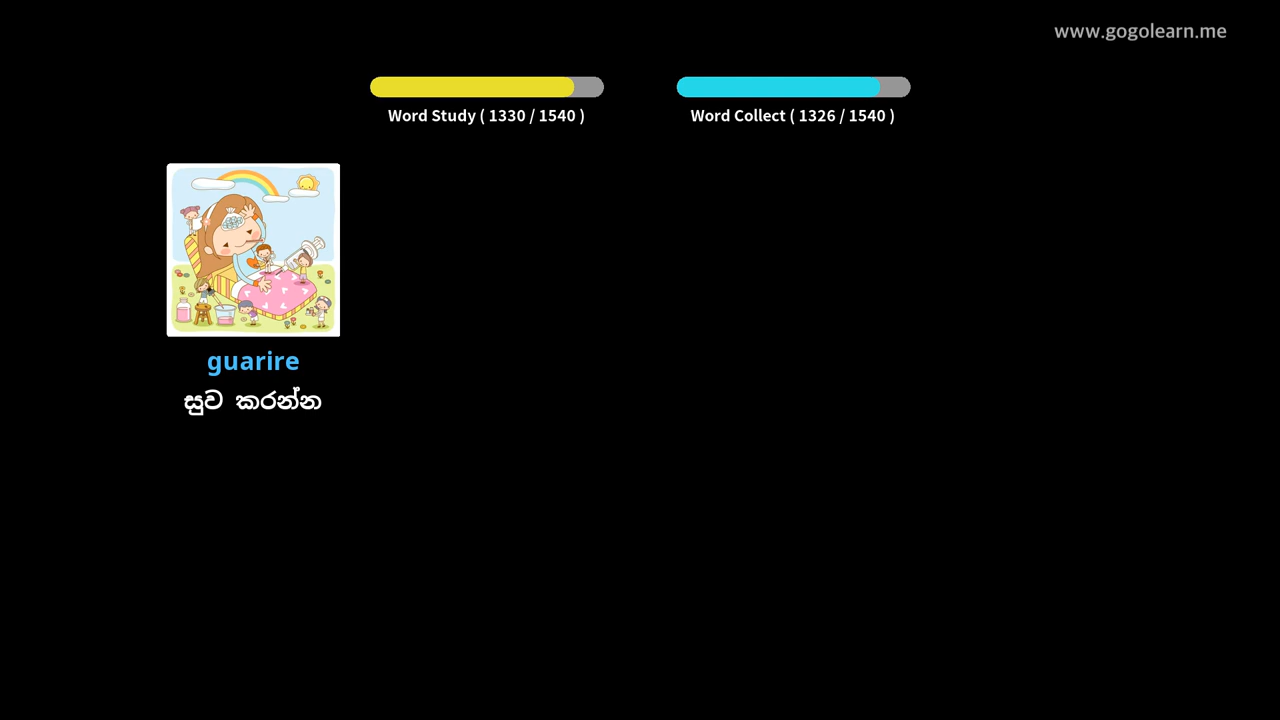 www.gogolearn.me
Word Study ( 1330 / 1540 )
Word Collect ( 1326 / 1540 )
guarire
සුව කරන්න